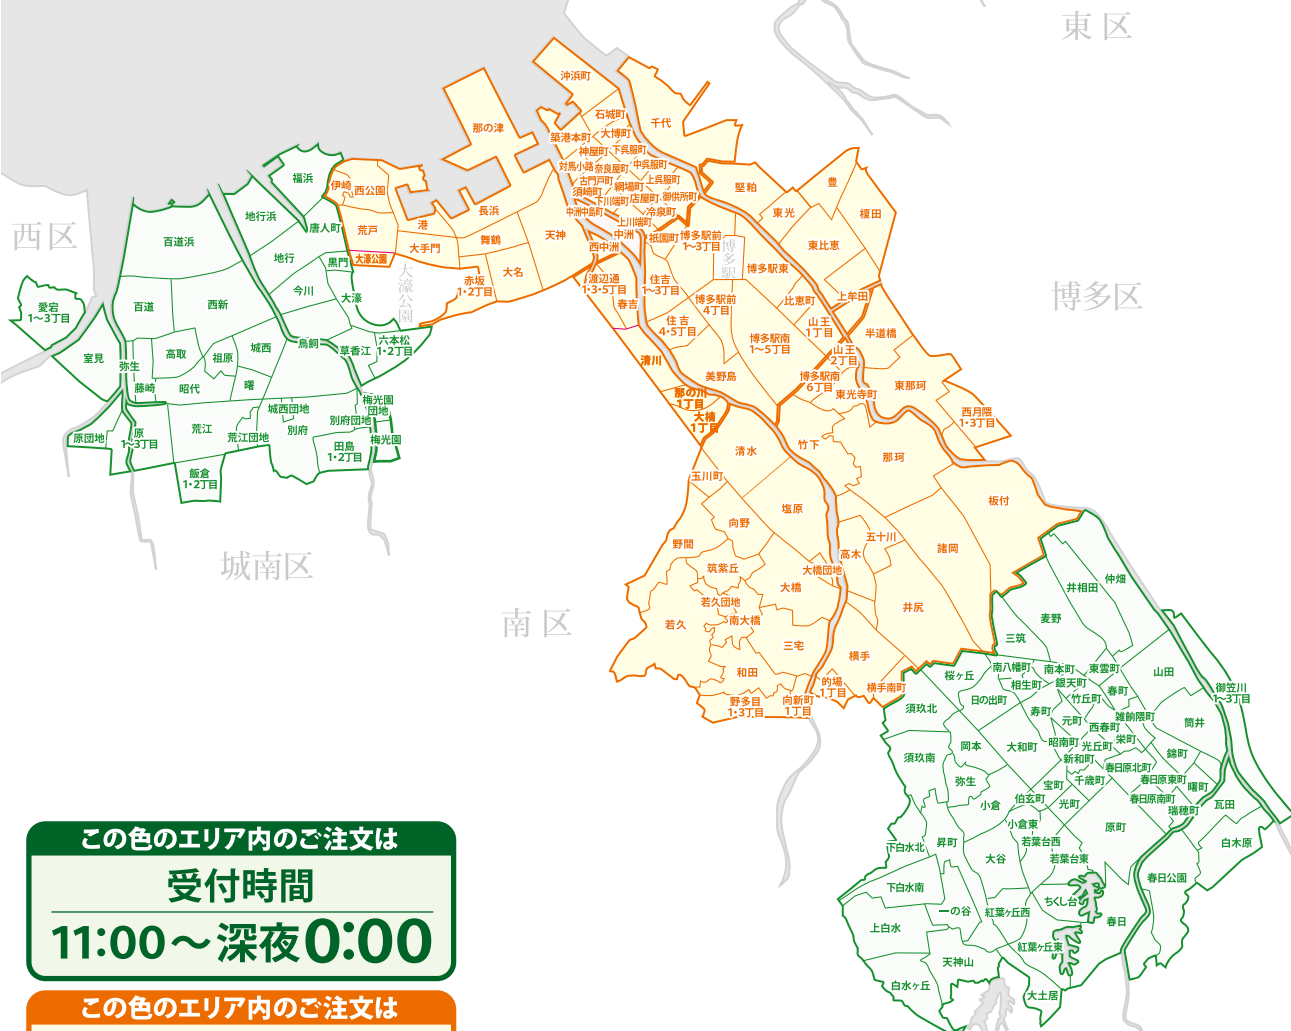 東区
西区
博多区
城南区
南区
大濠公園
博多駅
沖浜町
那の津
石城町
千代
築港本町
大博町
神屋町
下呉服町
対馬小路
奈良屋町
中呉服町
古門戸町
網場町
上呉服町
須崎町
下川端町
店屋町
御供所町
中洲中島町
冷泉町
上川端町
中洲
祇園町
博多駅前
1〜3丁目
西中洲
堅粕
豊
東光
榎田
東比恵
博多駅東
上牟田
比恵町
博多駅前
4丁目
住吉
1〜3丁目
渡辺通
1・3・5丁目
春吉
住吉
4・5丁目
山王
1丁目
半道橋
博多駅南
1〜5丁目
山王
2丁目
清川
美野島
博多駅南
6丁目
東光寺町
東那珂
那の川
1丁目
大楠
1丁目
西月隈
1・3丁目
伊崎
西公園
荒戸
港
長浜
大手門
舞鶴
天神
大濠公園
赤坂
1・2丁目
大名
清水
竹下
那珂
玉川町
板付
向野
塩原
野間
五十川
諸岡
高木
筑紫丘
大橋団地
大橋
若久団地
井尻
若久
南大橋
三宅
和田
横手
的場
1丁目
横手南町
野多目
1・3丁目
向新町
1丁目
福浜
地行浜
唐人町
百道浜
地行
黒門
愛宕
1〜3丁目
百道
西新
今川
大濠
室見
高取
祖原
城西
鳥飼
草香江
六本松
1・2丁目
弥生
藤崎
昭代
曙
梅光園
団地
城西団地
原団地
原
1〜3丁目
荒江
荒江団地
別府
別府団地
梅光園
田島
1・2丁目
飯倉
1・2丁目
井相田
仲畑
麦野
三筑
桜ヶ丘
南八幡町
南本町
東雲町
山田
相生町
銀天町
御笠川
1〜3丁目
須玖北
日の出町
竹丘町
春町
寿町
元町
雑餉隈町
筒井
西春町
岡本
大和町
昭南町
光丘町
栄町
須玖南
新和町
錦町
春日原北町
弥生
宝町
千歳町
春日原東町
曙町
小倉
伯玄町
光町
春日原南町
瑞穂町
瓦田
小倉東
原町
下白水北
昇町
若葉台西
白木原
大谷
若葉台東
下白水南
春日公園
ちくし台
一の谷
紅葉ヶ丘西
上白水
春日
紅葉ヶ丘東
天神山
白水ヶ丘
大土居
この色のエリア内のご注文は
受付時間
11:00〜深夜0:00
この色のエリア内のご注文は